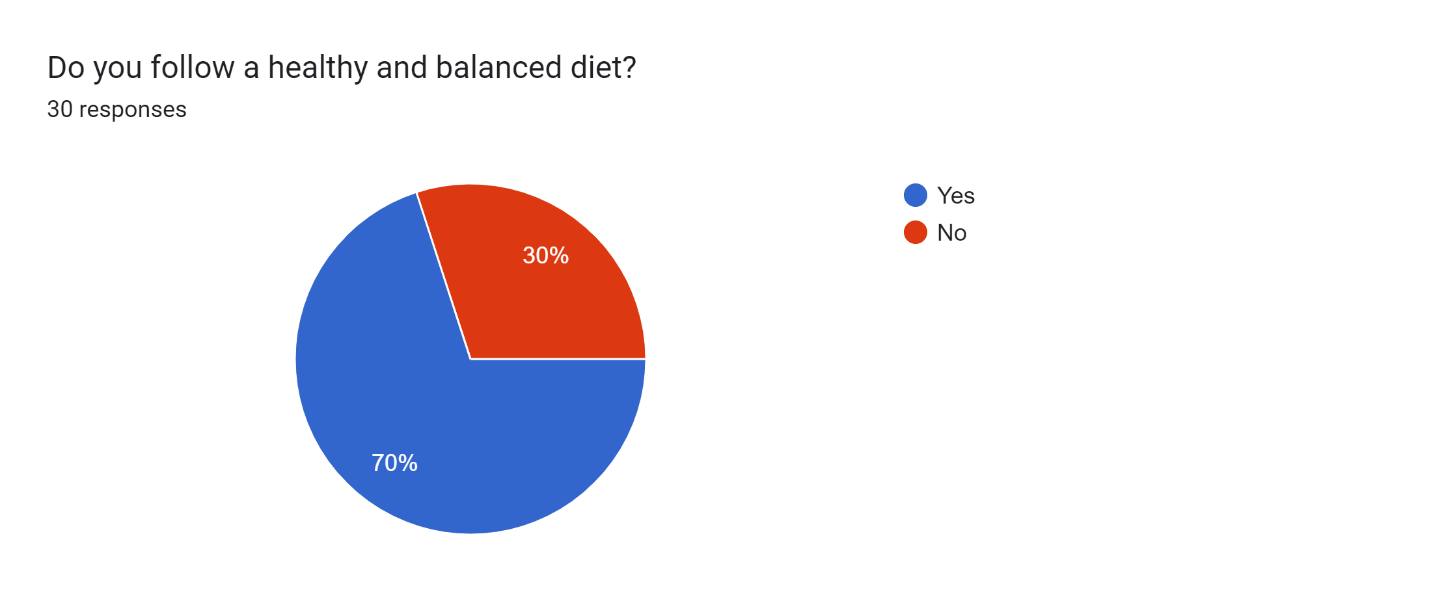 Do you follow a healthy and balanced diet?
30 responses
Yes
No
30%
70%